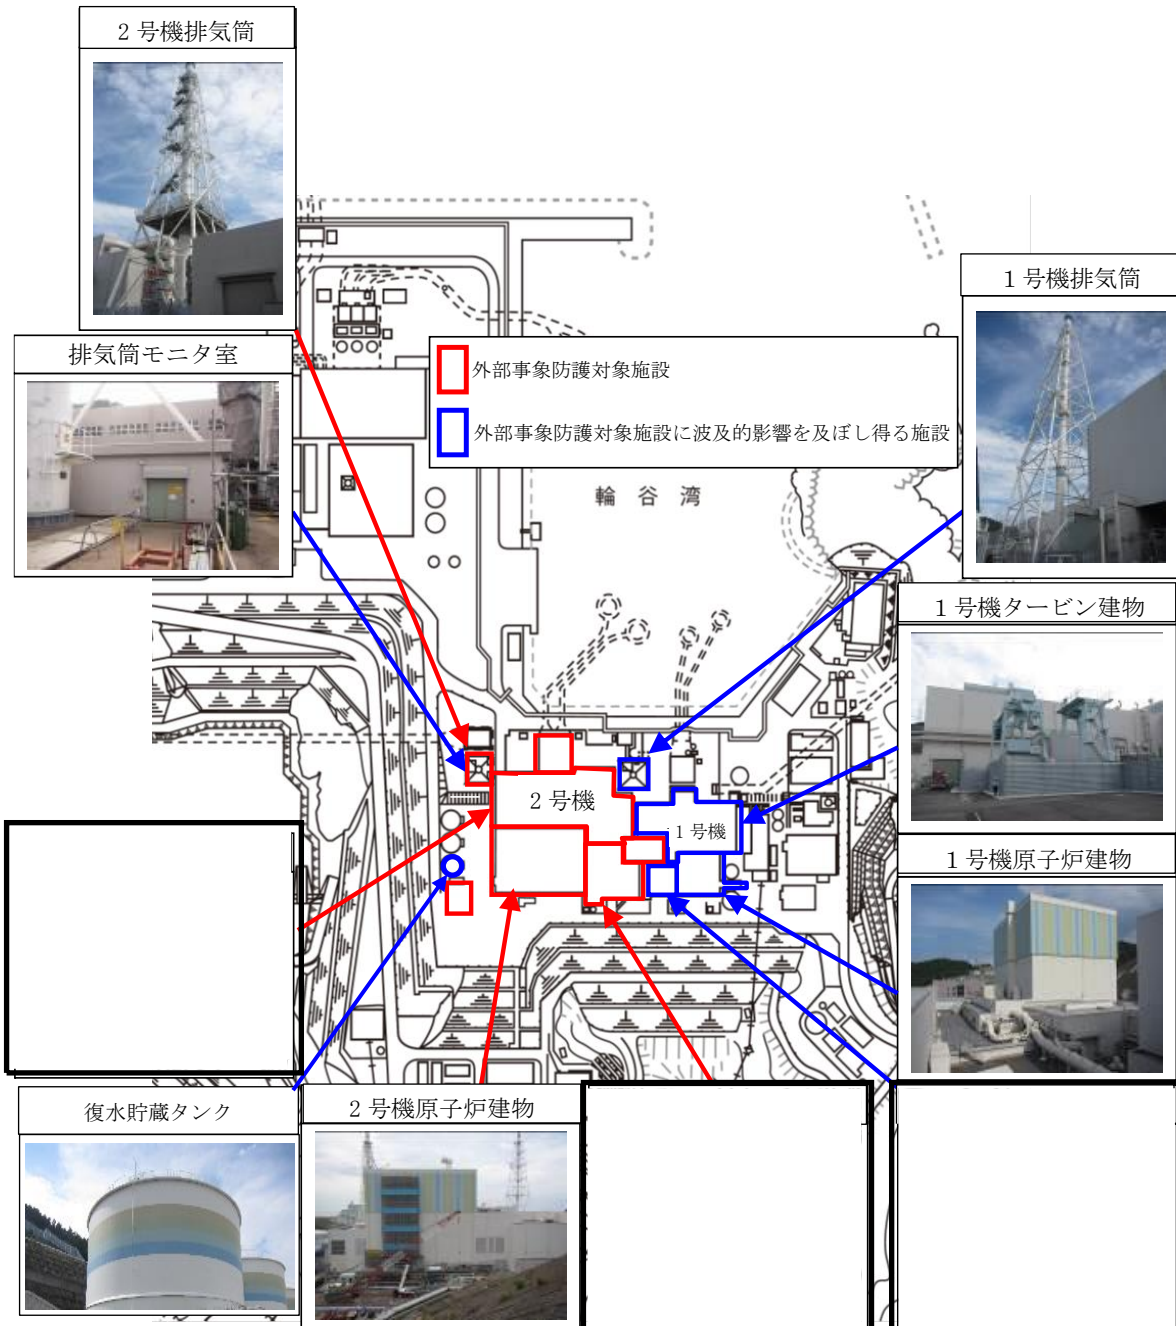 2号機排気筒
1号機排気筒
排気筒モニタ室
外部事象防護対象施設
外部事象防護対象施設に波及的影響を及ぼし得る施設
輪谷湾
1号機タービン建物
2号機
1号機
1号機原子炉建物
復水貯蔵タンク
2号機原子炉建物